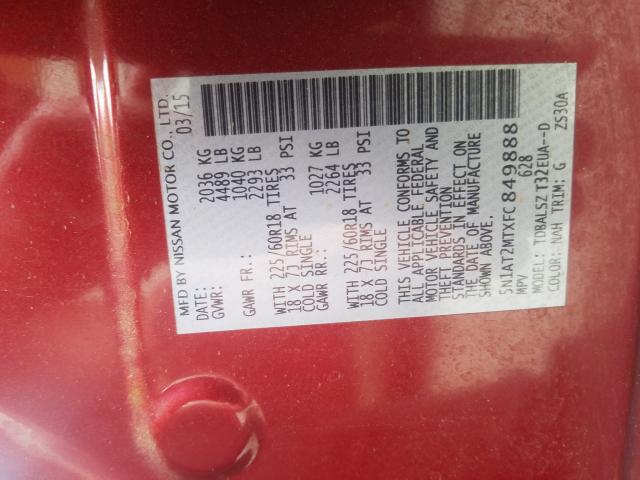 MFD BY NISSAN MOTOR CO., LTD.
DATE: 03/15
GVWR: 2036 KG
4489 LB
GAWR FR.: 1040 KG
2293 LB
WITH 225/60R18 TIRES
18 X 7J RIMS AT 33 PSI
COLD SINGLE
GAWR RR.: 1027 KG
2264 LB
WITH 225/60R18 TIRES
18 X 7J RIMS AT 33 PSI
COLD SINGLE
THIS VEHICLE CONFORMS TO
ALL APPLICABLE FEDERAL
MOTOR VEHICLE SAFETY AND
THEFT PREVENTION
STANDARDS IN EFFECT ON
THE DATE OF MANUFACTURE
SHOWN ABOVE.
5N1AT2MTXFC849888
MPV 628
MODEL: TDBALSZ T32EUA--D
COLOR: NAH TRIM: G ZS30A